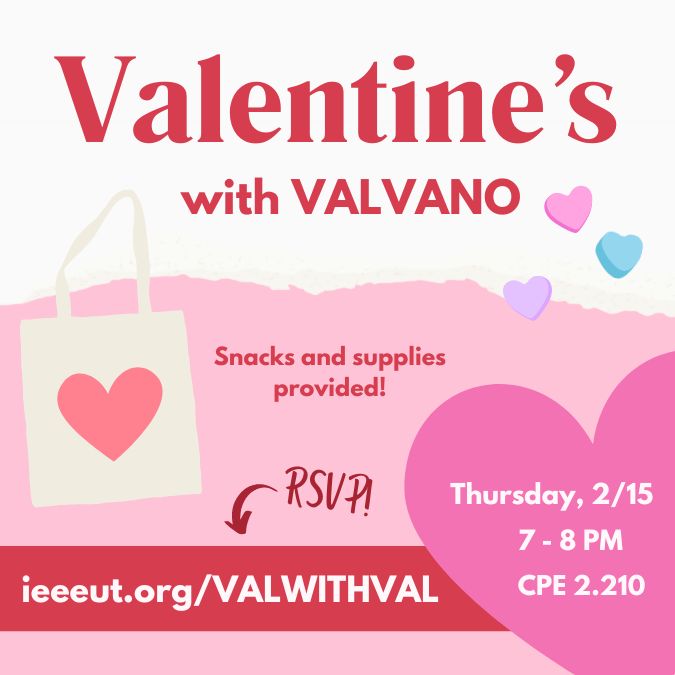 Valentine's
with VALVANO
Snacks and supplies
provided!
RSVP!
ieeeut.org/VALWITHVAL
Thursday, 2/15
7 - 8 PM
CPE 2.210